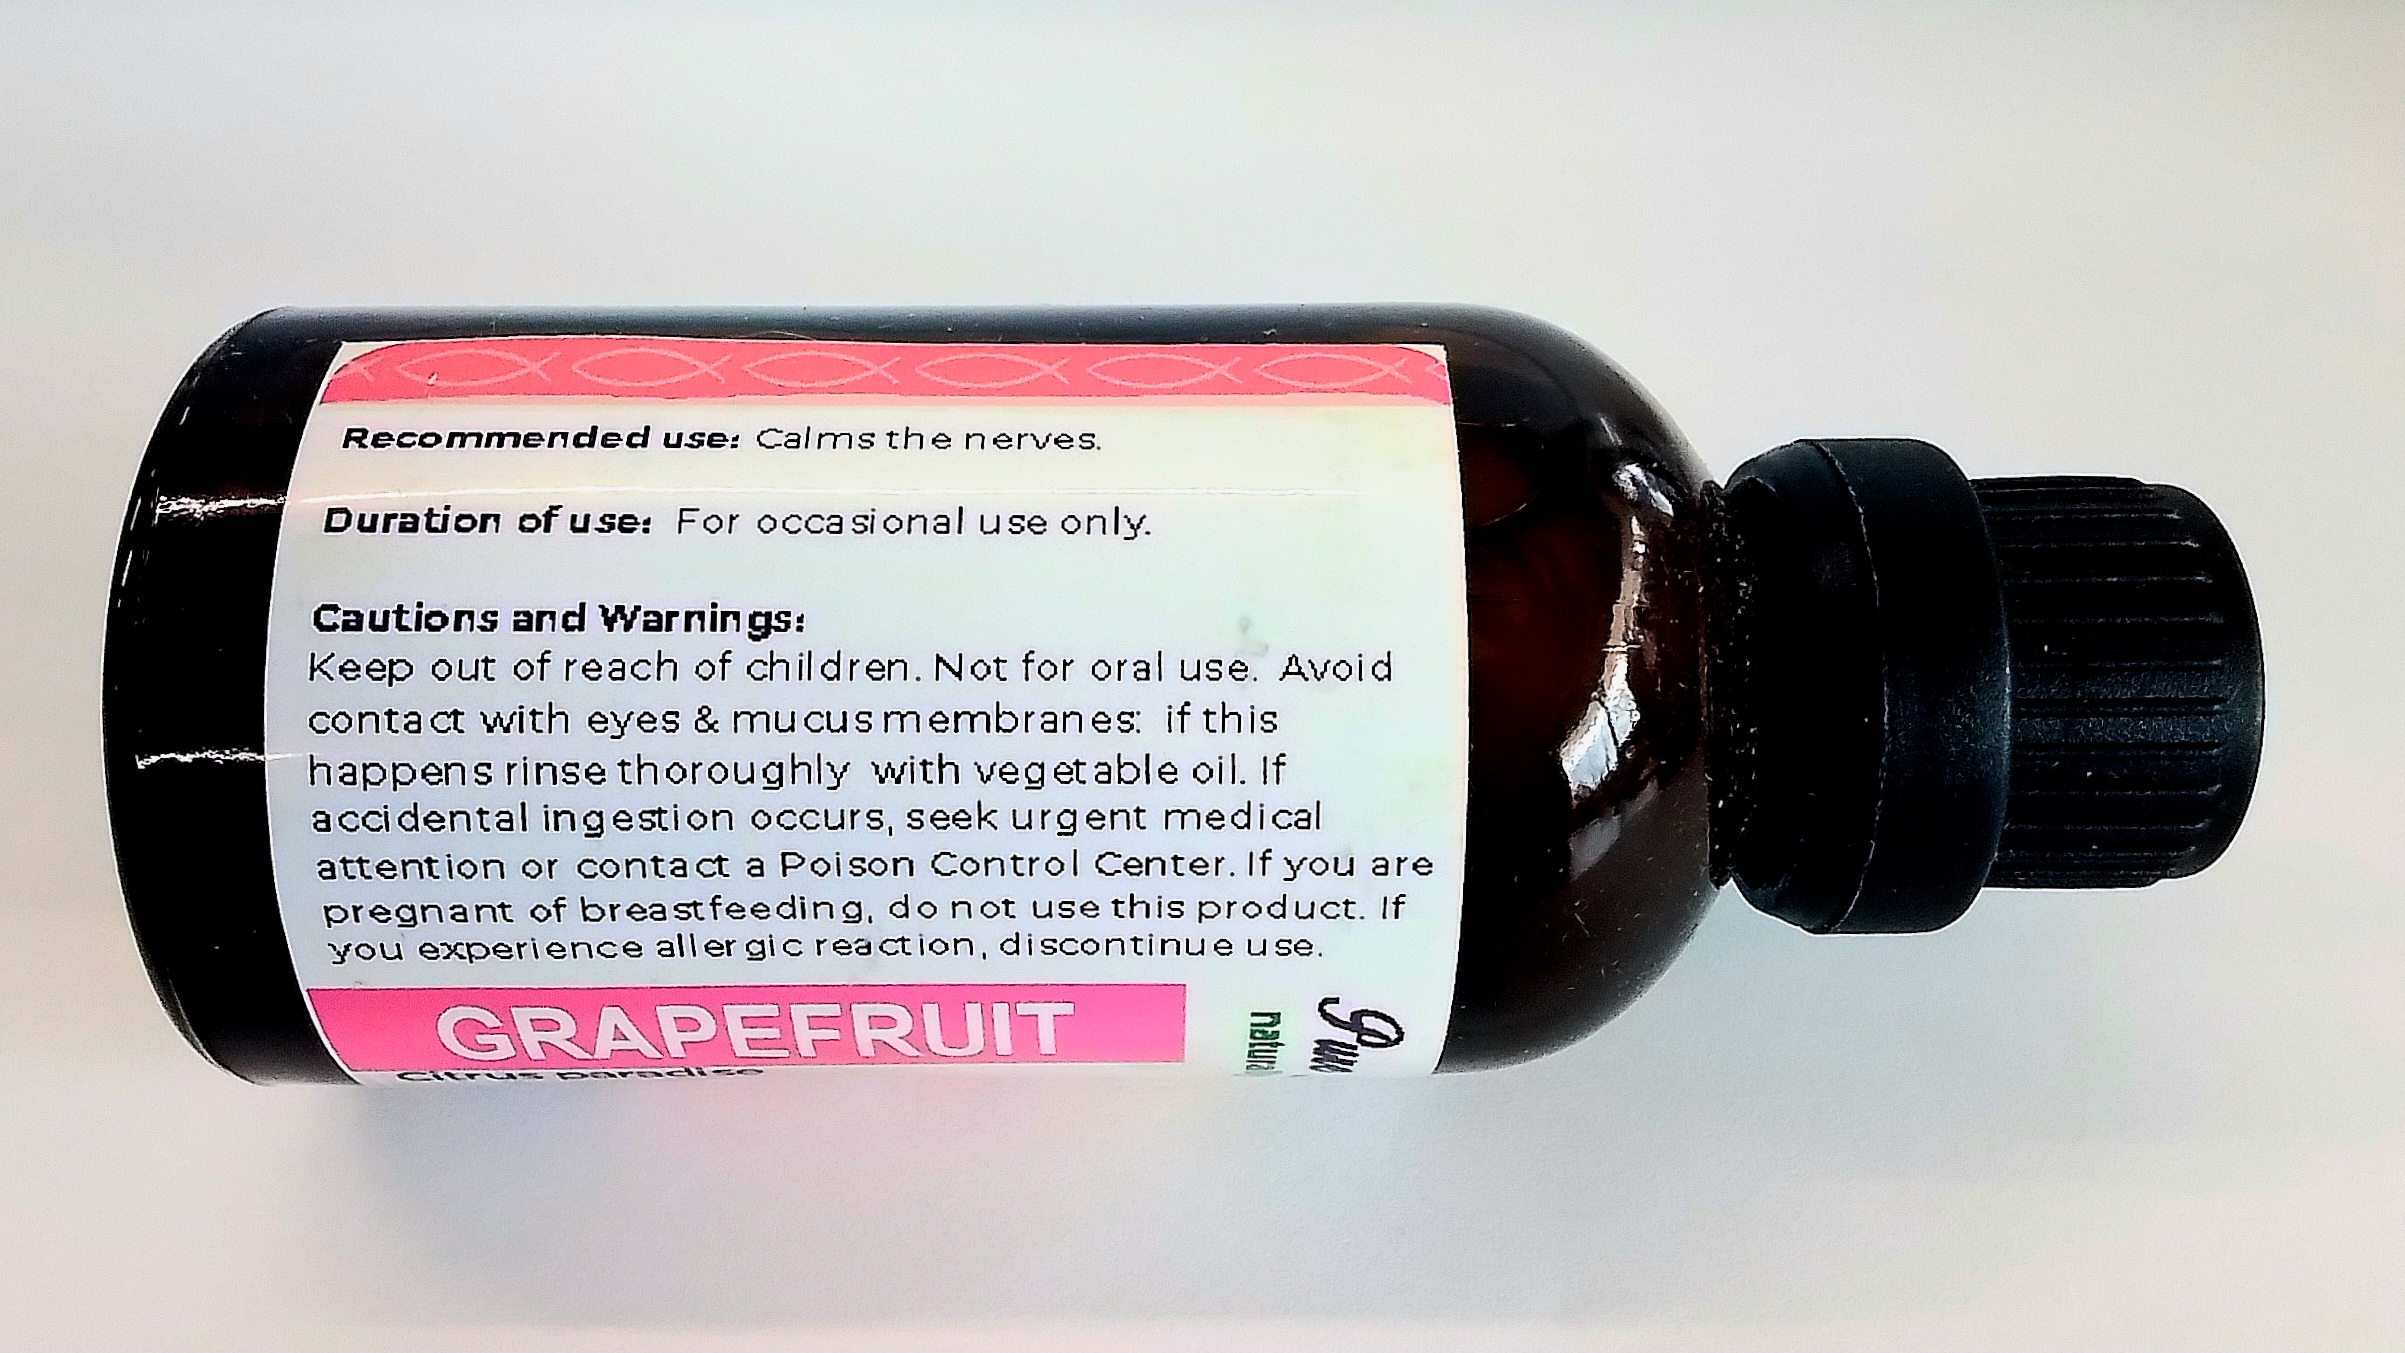 Recommended use: Calms the nerves.
Duration of use: For occasional use only.
Cautions and Warnings:
Keep out of reach of children. Not for oral use. Avoid
contact with eyes & mucus membranes: if this
happens rinse thoroughly with vegetable oil. If
accidental ingestion occurs, seek urgent medical
attention or contact a Poison Control Center. If you are
pregnant of breastfeeding, do not use this product. If
you experience allergic reaction, discontinue use.
GRAPEFRUIT
Citrus paradise